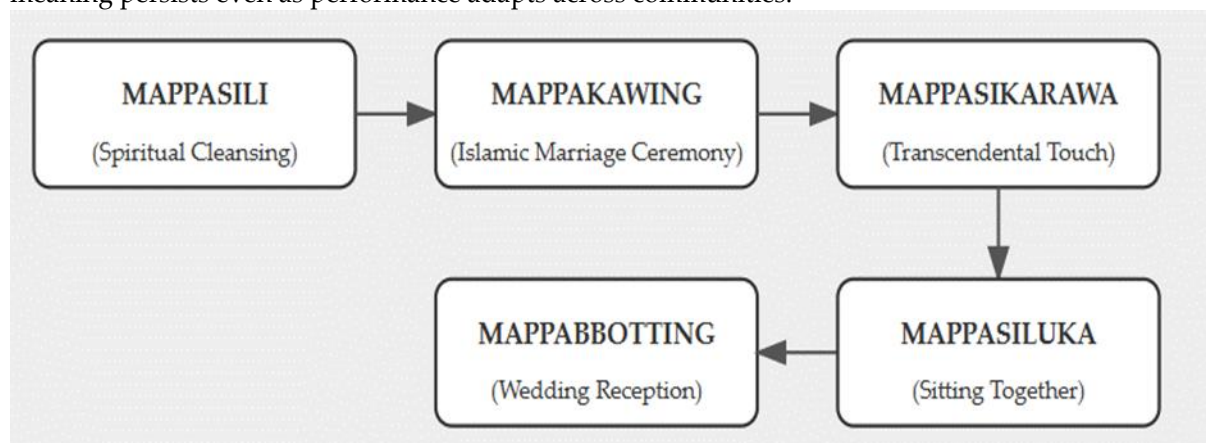 meaning persists even as performance adapts across communities.
MAPPASILI
(Spiritual Cleansing)
MAPPAKAWING
(Islamic Marriage Ceremony)
MAPPASIKARAWA
(Transcendental Touch)
MAPPASILUKA
(Sitting Together)
MAPPABBOTTING
(Wedding Reception)